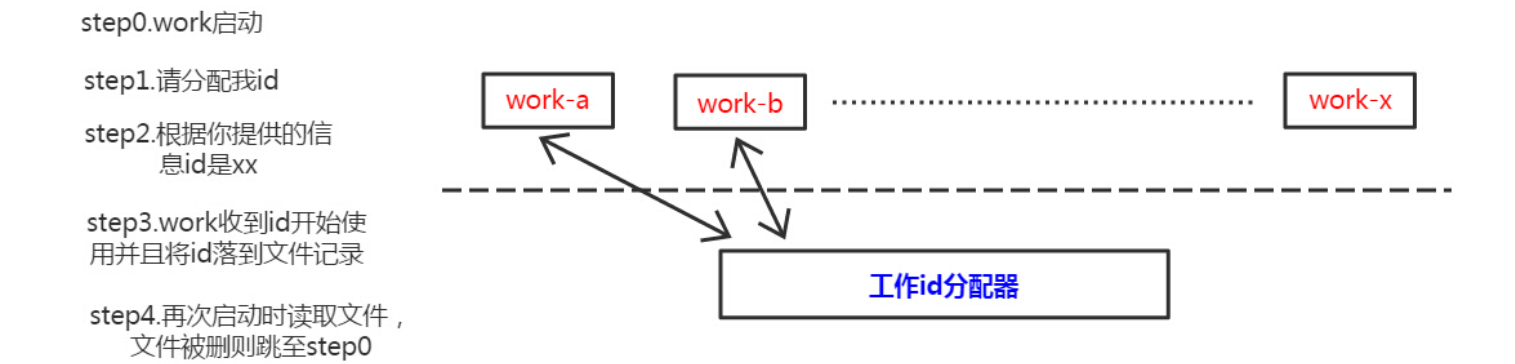 step0.work启动
step1.请分配我id
step2.根据你提供的信
息id是xx
step3.work收到id开始使
用并且将id落到文件记录
step4.再次启动时读取文件，
文件被删则跳至step0
work-a
work-b
work-x
工作id分配器